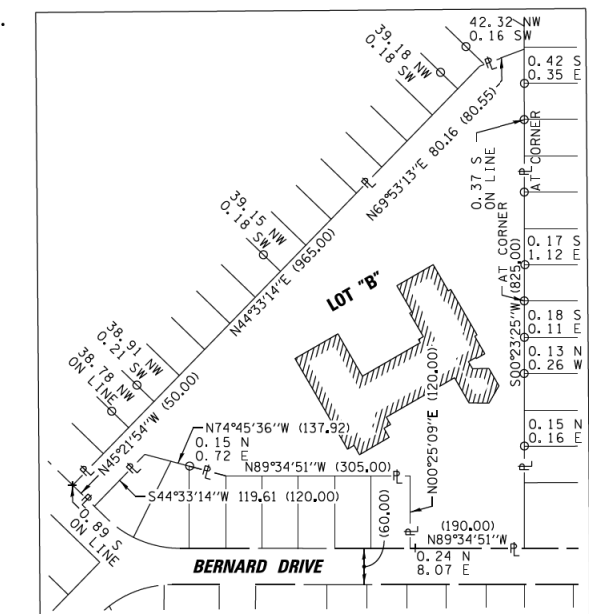 42.32 NW
0.16 SW
39.18 NW
0.18 SW
℄
0.42 S
0.35 E
N69°53'13"E 80.16 (80.55)
0.37 S
ON LINE
AT CORNER
℄
℄
39.15 NW
0.18 SW
N44°33'14"E (965.00)
0.17 S
1.12 E
AT CORNER
S00°23'25"W (825.00)
LOT "B"
0.18 S
0.11 E
38.91 NW
0.21 SW
38.78 NW
ON LINE
0.13 N
0.26 W
N00°25'09"E (120.00)
N45°21'54"W (50.00)
N74°45'36"W (137.92)
0.15 N
0.72 E
0.15 N
0.16 E
N89°34'51"W (305.00)
℄
℄
℄
℄
S44°33'14"W 119.61 (120.00)
0.89 S
ON LINE
(60.00)
(190.00)
N89°34'51"W
℄
℄
0.24 N
8.07 E
BERNARD DRIVE